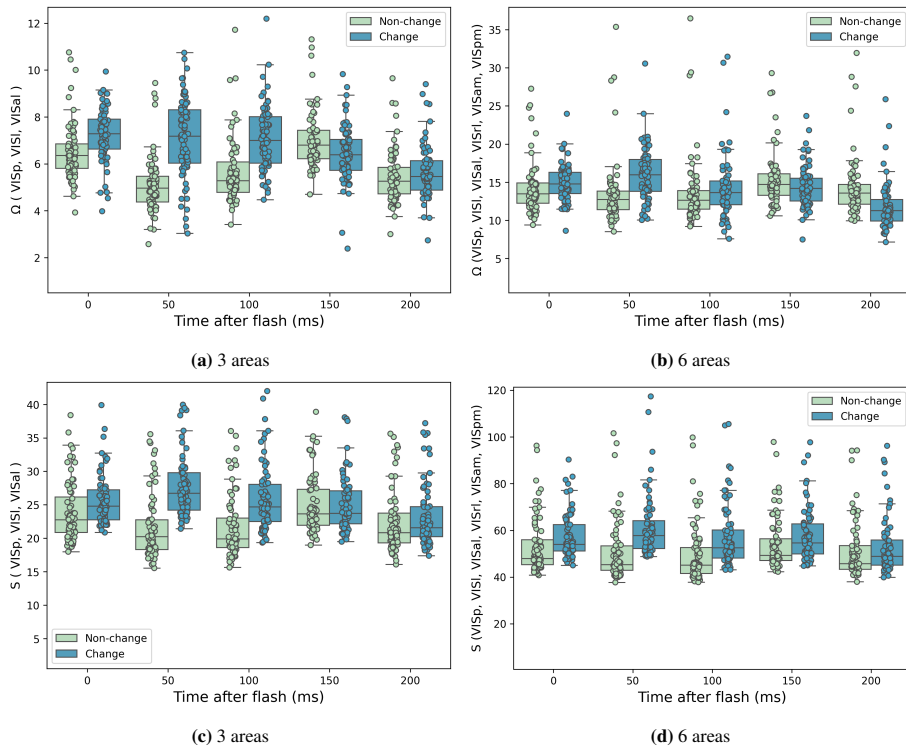 12
10
8
6
4
2
Ω ( VISp, VISl, VISal )
Non-change
Change
0 50 100 150 200
Time after flash (ms)
(a) 3 areas
35
30
25
20
15
10
5
Ω (VISp, VISl, VISal, VISrl, VISam, VISpm)
Non-change
Change
0 50 100 150 200
Time after flash (ms)
(b) 6 areas
40
35
30
25
20
15
10
5
S ( VISp, VISl, VISal )
Non-change
Change
0 50 100 150 200
Time after flash (ms)
(c) 3 areas
120
100
80
60
40
20
S (VISp, VISl, VISal, VISrl, VISam, VISpm)
Non-change
Change
0 50 100 150 200
Time after flash (ms)
(d) 6 areas